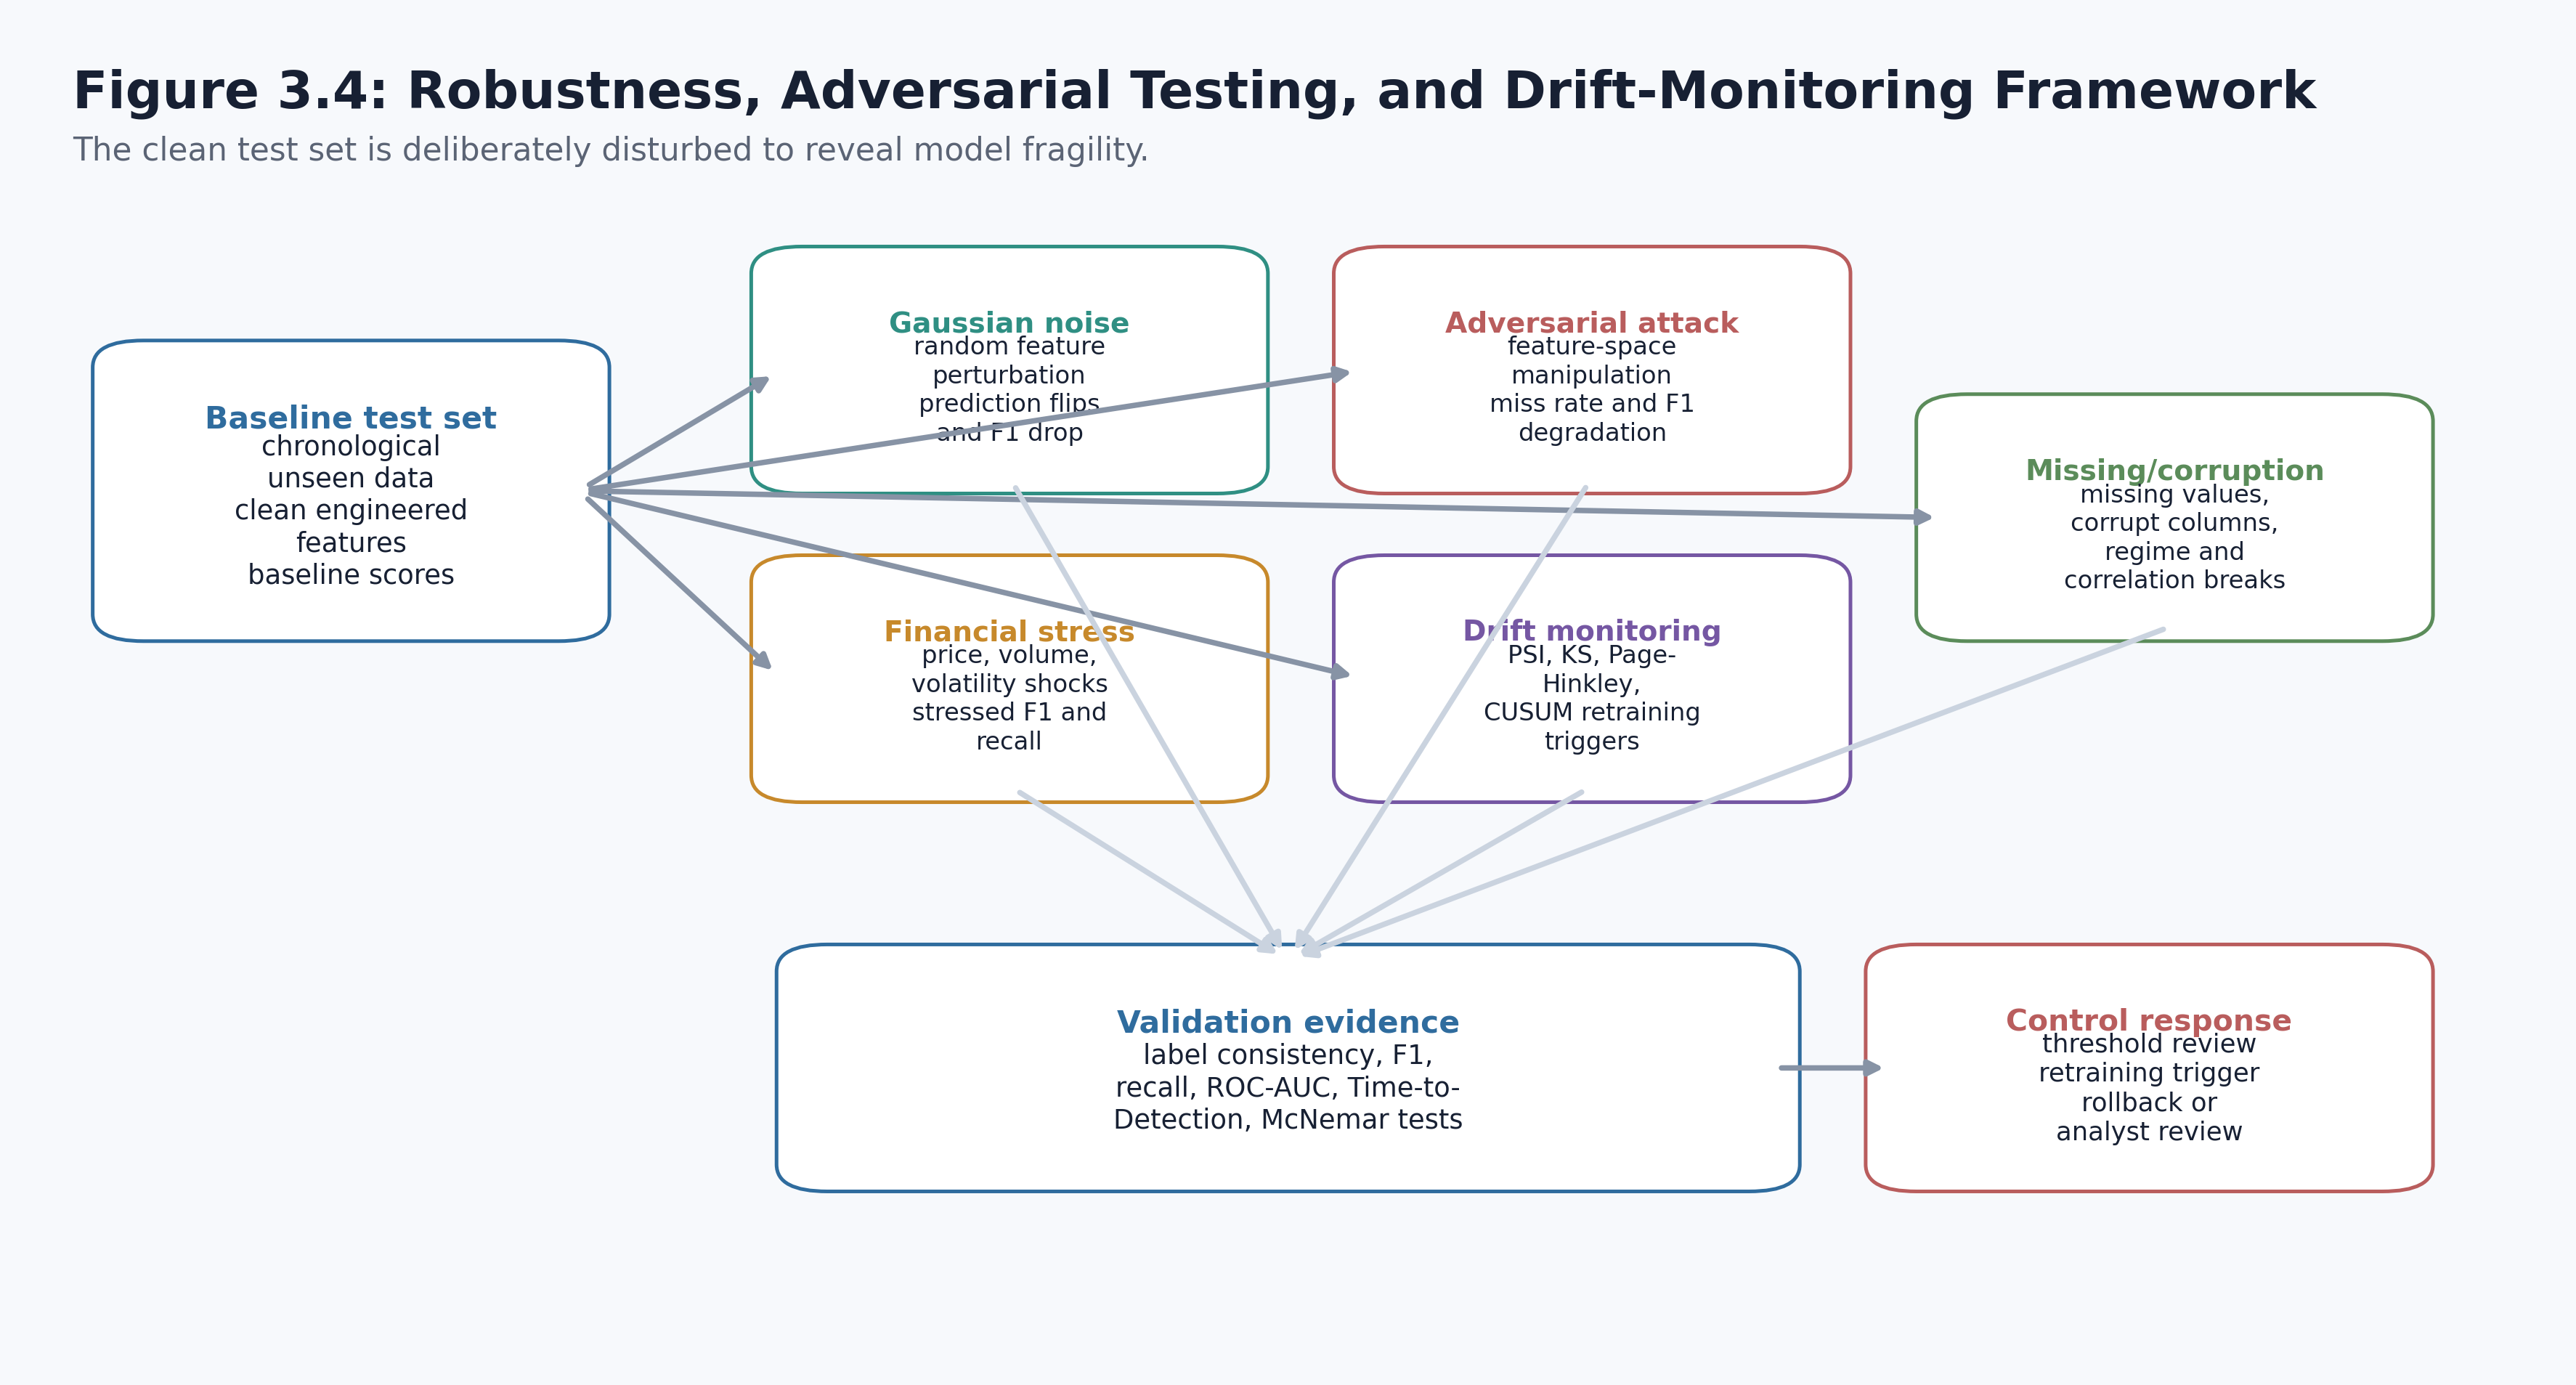 Figure 3.4: Robustness, Adversarial Testing, and Drift-Monitoring Framework
The clean test set is deliberately disturbed to reveal model fragility.
Baseline test set
chronological
unseen data
clean engineered
features
baseline scores
Gaussian noise
random feature
perturbation
prediction flips
and F1 drop
Adversarial attack
feature-space
manipulation
miss rate and F1
degradation
Missing/corruption
missing values,
corrupt columns,
regime and
correlation breaks
Financial stress
price, volume,
volatility shocks
stressed F1 and
recall
Drift monitoring
PSI, KS, Page-
Hinkley,
CUSUM retraining
triggers
Validation evidence
label consistency, F1,
recall, ROC-AUC, Time-to-
Detection, McNemar tests
Control response
threshold review
retraining trigger
rollback or
analyst review